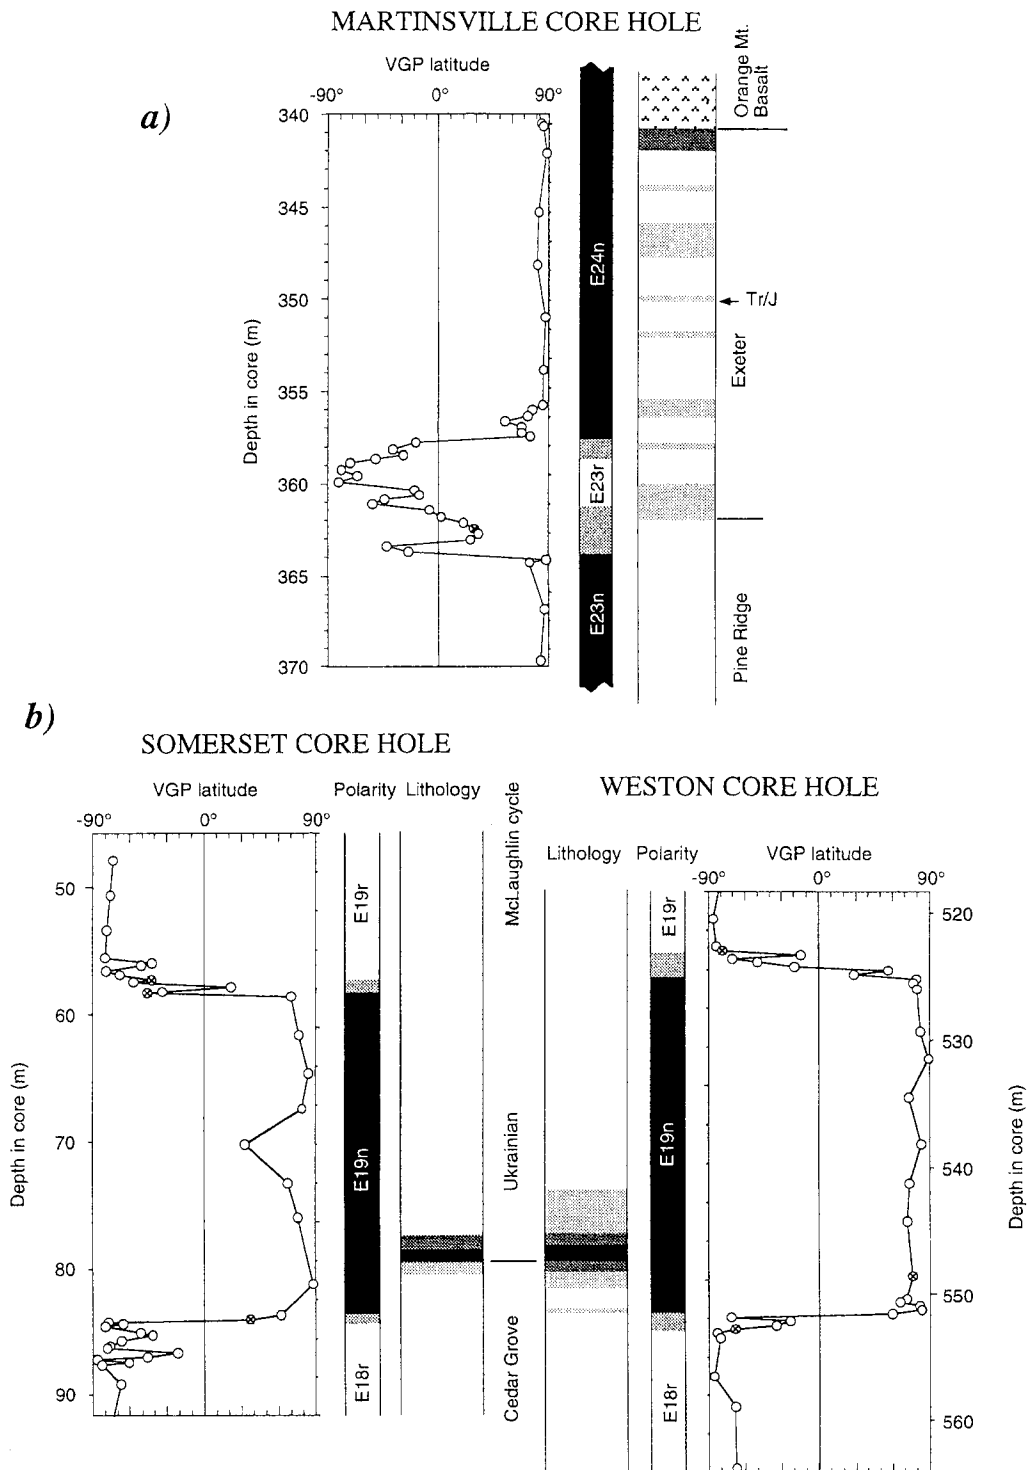 MARTINSVILLE CORE HOLE
a)
VGP latitude
-90° 0° 90°
Depth in core (m)
340
345
350
355
360
365
370
E24n
E23r
E23n
Orange Mt.
Basalt
Tr/J
Exeter
Pine Ridge
b)
SOMERSET CORE HOLE
VGP latitude
Polarity
Lithology
-90° 0° 90°
Depth in core (m)
50
60
70
80
90
E19r
E19n
E18r
McLaughlin cycle
Ukrainian
Cedar Grove
WESTON CORE HOLE
Lithology
Polarity
VGP latitude
-90° 0° 90°
E19r
E19n
E18r
520
530
540
550
560
Depth in core (m)